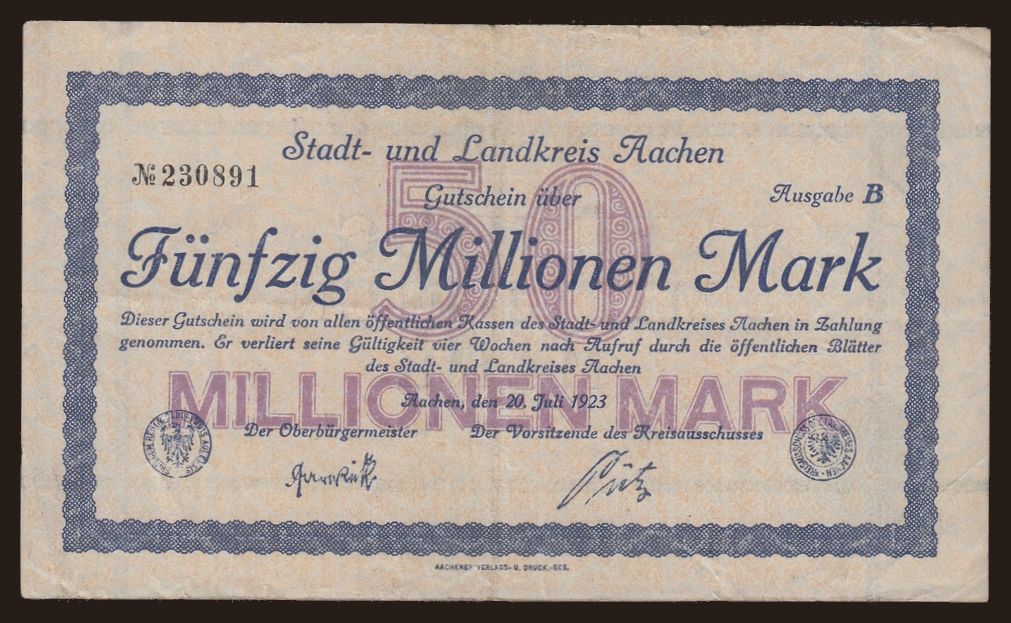 Stadt- und Landkreis Aachen
№ 230891
Gutschein über
Ausgabe B
50
Fünfzig Millionen Mark
Dieser Gutschein wird von allen öffentlichen Kassen des Stadt- und Landkreises Aachen in Zahlung
genommen. Er verliert seine Gültigkeit vier Wochen nach Aufruf durch die öffentlichen Blätter
des Stadt- und Landkreises Aachen
MILLIONEN MARK
Aachen, den 20. Juli 1923
Der Oberbürgermeister
Der Vorsitzende des Kreisausschusses
AACHENER VERLAGS- U. DRUCK.-GES.